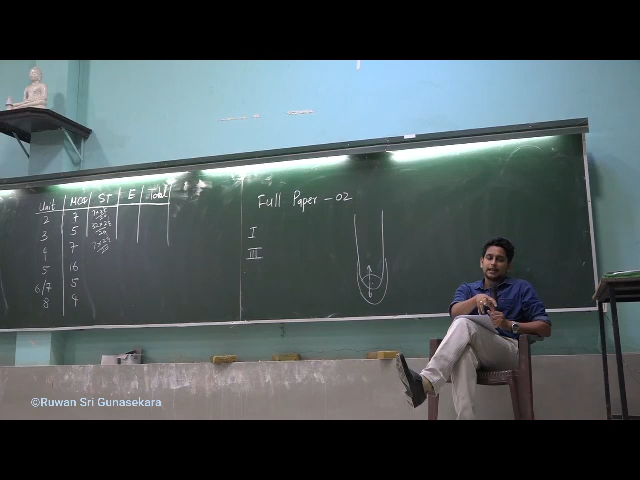 Unit MCQ ST E Total
2 7
3 5
4 7
5 16
6/7 5
8 4
Full Paper - 02
I
III
©Ruwan Sri Gunasekara